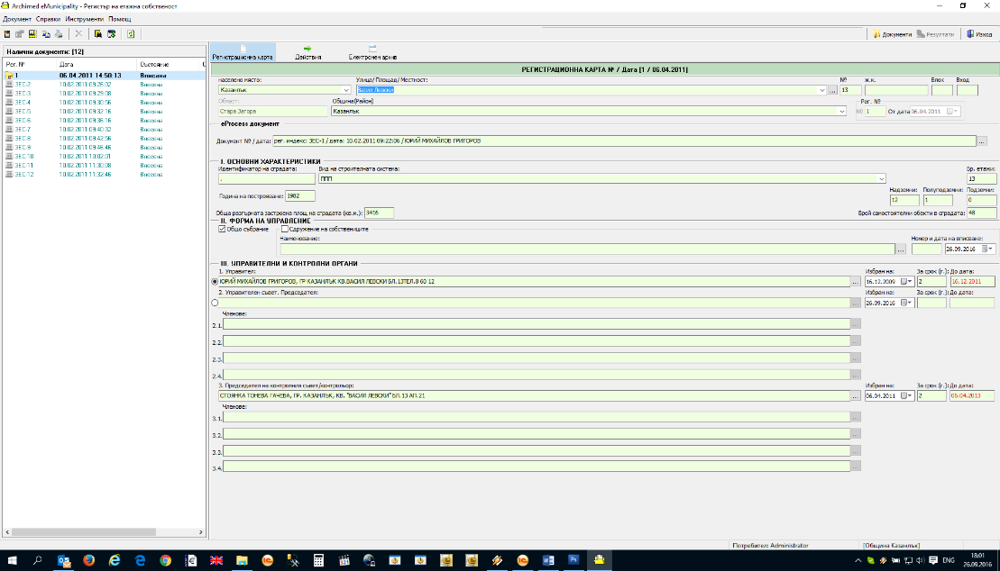 Archimed eMunicipality - Регистър на етажна собственост
Документ Справки Инструменти Помощ
Документи Резултати Изход
Налични документи: [12]
Рег. № Дата Състояние
1 06.04.2011 14:50:13 Вписана
ЗЕС-2 10.02.2011 09:26:02 Внесена
ЗЕС-3 10.02.2011 09:29:08 Внесена
ЗЕС-4 10.02.2011 09:30:56 Внесена
ЗЕС-5 10.02.2011 09:32:16 Внесена
ЗЕС-6 10.02.2011 09:36:16 Внесена
ЗЕС-7 10.02.2011 09:40:32 Внесена
ЗЕС-8 10.02.2011 09:42:56 Внесена
ЗЕС-9 10.02.2011 09:46:46 Внесена
ЗЕС-10 10.02.2011 10:02:01 Внесена
ЗЕС-11 10.02.2011 11:30:08 Внесена
ЗЕС-12 10.02.2011 11:32:46 Внесена
Регистрационна карта Действия Електронен архив
РЕГИСТРАЦИОННА КАРТА № / Дата [1 / 06.04.2011]
населено място: Улица/ Площад/ Местност: № ж.к. Блок Вход
Казанлък Васил Левски ... 13
Област: Община(Район) Рег. №
Стара Загора Казанлък № 1 От дата 06.04.2011
eProcess документ
Документ № / дата: рег. индекс: ЗЕС-1 / дата: 10.02.2011 09:22:06 / ЮРИЙ МИХАЙЛОВ ГРИГОРОВ ...
I. ОСНОВНИ ХАРАКТЕРИСТИКИ
Идентификатор на сградата: Вид на строителната система: Бр. етажи:
. ППП 13
Надземни: Полуподземни: Подземни:
Година на построяване: 1982 12 1 0
Обща разгърната застроена площ на сградата (кв.м.): 3416 Брой самостоятелни обекти в сградата: 48
II. ФОРМА НА УПРАВЛЕНИЕ
Общо събрание Сдружение на собствениците
Наименование: Номер и дата на вписване:
... 26.09.2016
III. УПРАВИТЕЛНИ И КОНТРОЛНИ ОРГАНИ
1. Управител: Избран на: За срок (г.): До дата:
ЮРИЙ МИХАЙЛОВ ГРИГОРОВ, ГР КАЗАНЛЪК КВ.ВАСИЛ ЛЕВСКИ БЛ.13ТЕЛ.8 60 12 ... 16.12.2009 2 16.12.2011
2. Управителен съвет. Председател: Избран на: За срок (г.): До дата:
... 26.09.2016
Членове:
2.1. ...
2.2. ...
2.3. ...
2.4. ...
3. Председател на контролния съвет/контрольор: Избран на: За срок (г.): До дата:
СТОЯНКА ТОНЕВА ГАЧЕВА, ГР. КАЗАНЛЪК, КВ. "ВАСИЛ ЛЕВСКИ" БЛ.13 АП.21 ... 06.04.2011 2 06.04.2013
Членове:
3.1. ...
3.2. ...
3.3. ...
3.4. ...
Потребител: Administrator [Община Казанлък]
ENG 18:01
26.09.2016